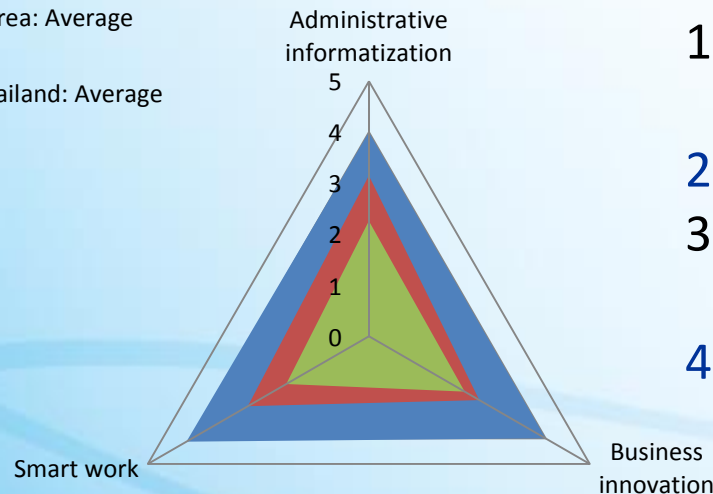 rea: Average
ailand: Average
Administrative
informatization
5
4
3
2
1
0
Smart work
Business
innovation
1
2
3
4